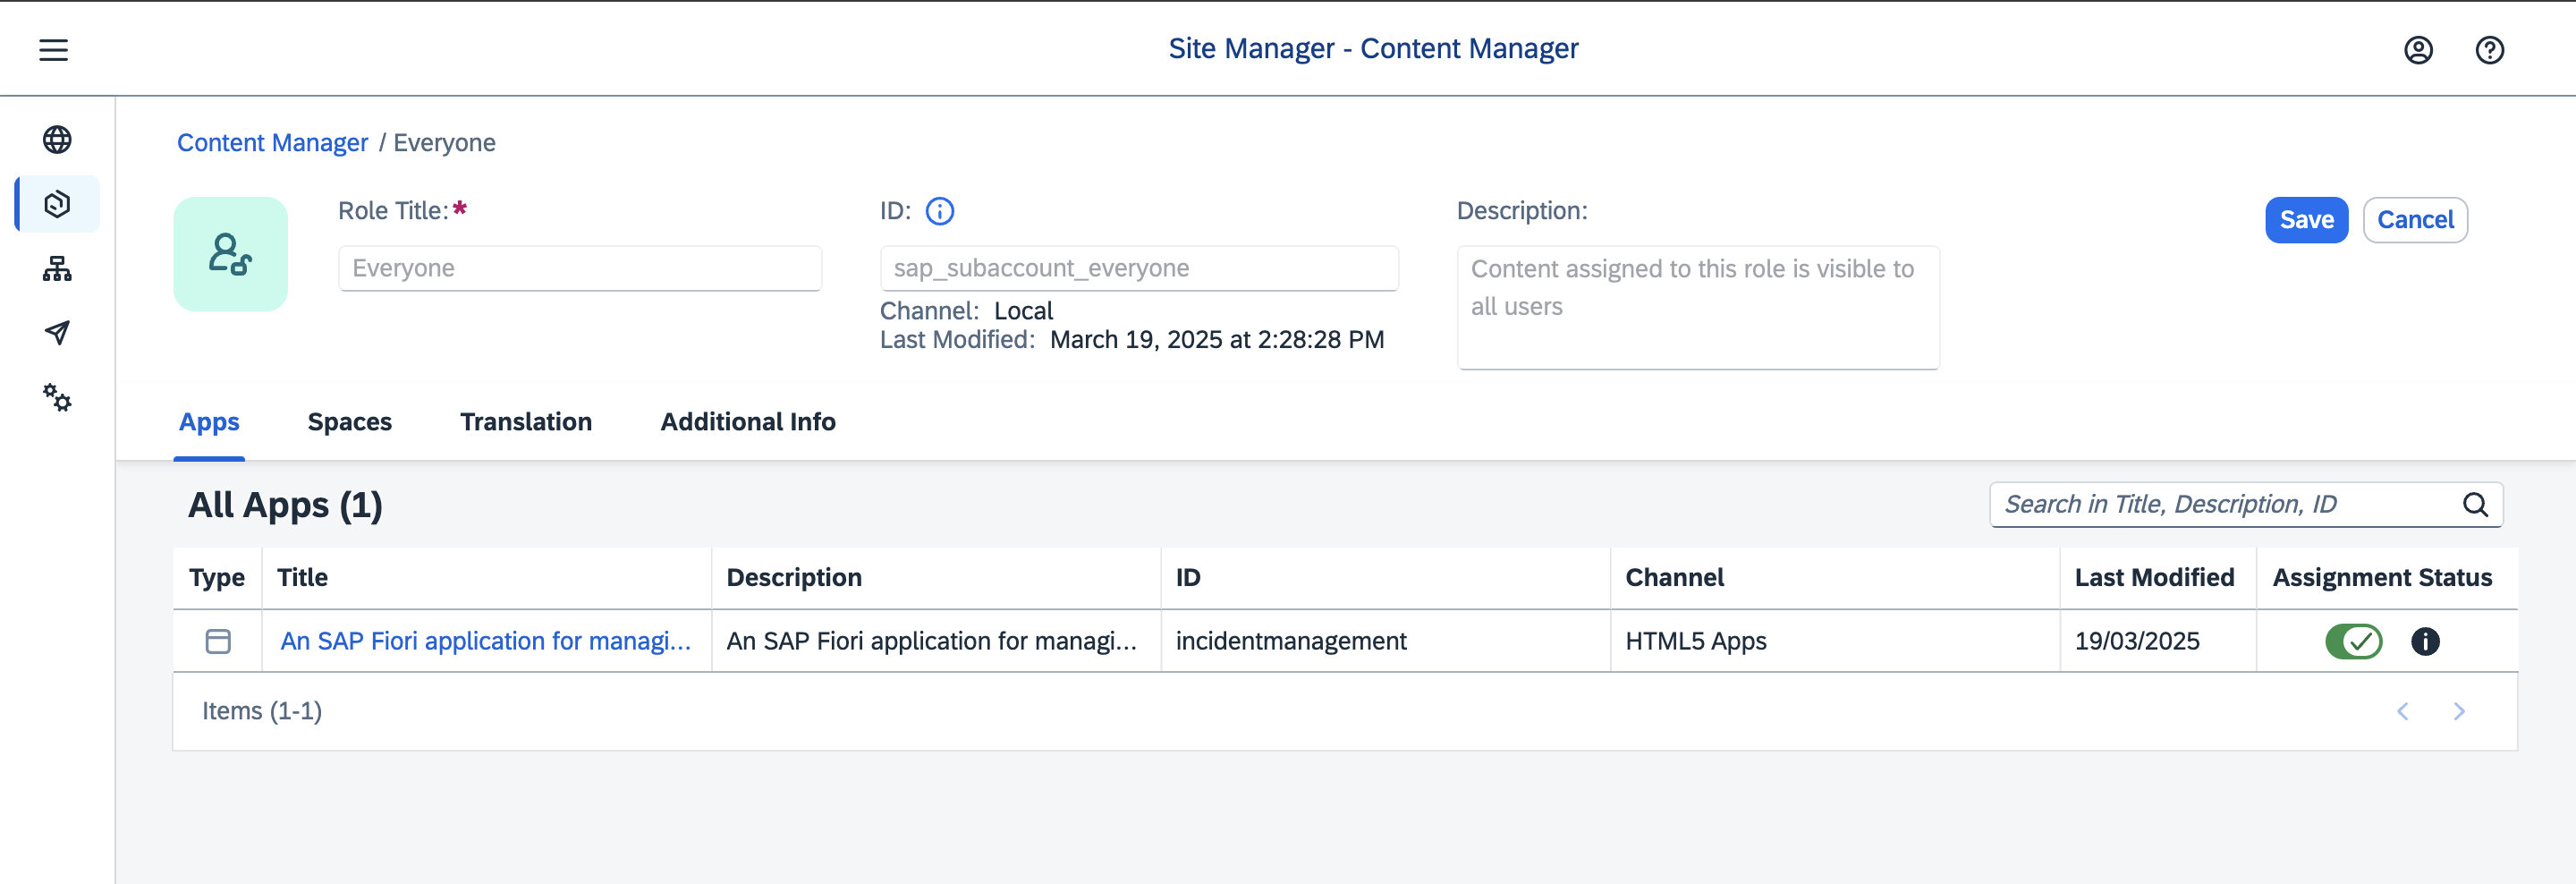 Site Manager - Content Manager
Content Manager / Everyone
Role Title:*
Everyone
ID:
sap_subaccount_everyone
Channel: Local
Last Modified: March 19, 2025 at 2:28:28 PM
Description:
Content assigned to this role is visible to
all users
Save
Cancel
Apps
Spaces
Translation
Additional Info
All Apps (1)
Search in Title, Description, ID
Type
Title
Description
ID
Channel
Last Modified
Assignment Status
An SAP Fiori application for managi...
An SAP Fiori application for managi...
incidentmanagement
HTML5 Apps
19/03/2025
Items (1-1)